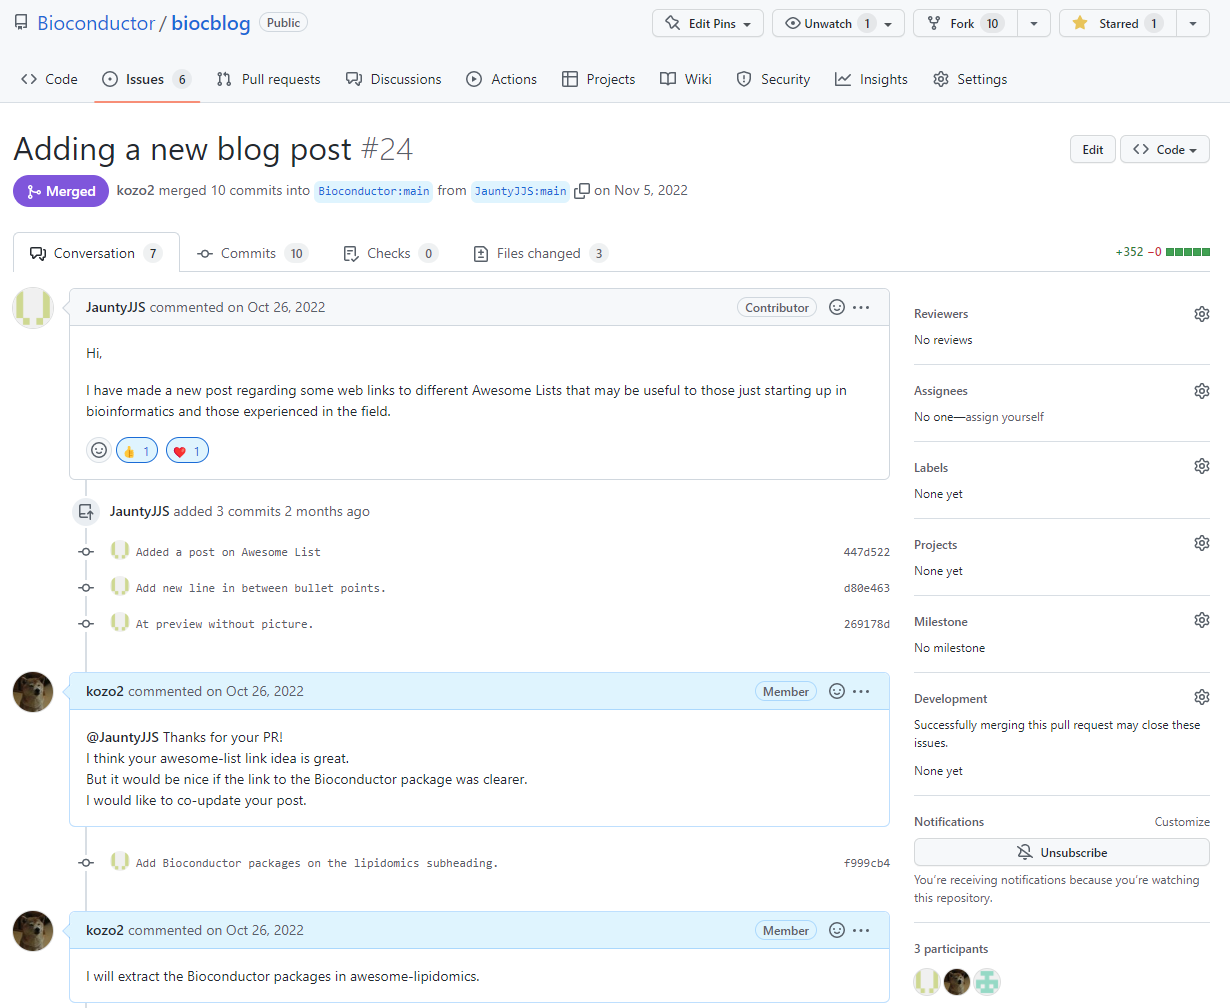 Bioconductor / biocblog Public
Edit Pins Unwatch 1 Fork 10 Starred 1
Code Issues 6 Pull requests Discussions Actions Projects Wiki Security Insights Settings
Adding a new blog post #24
Edit Code
Merged kozo2 merged 10 commits into Bioconductor:main from JauntyJJS:main on Nov 5, 2022
Conversation 7 Commits 10 Checks 0 Files changed 3
+352 −0
JauntyJJS commented on Oct 26, 2022 Contributor
Hi,
I have made a new post regarding some web links to different Awesome Lists that may be useful to those just starting up in
bioinformatics and those experienced in the field.
👍 1 ❤️ 1
JauntyJJS added 3 commits 2 months ago
Added a post on Awesome List 447d522
Add new line in between bullet points. d80e463
At preview without picture. 269178d
kozo2 commented on Oct 26, 2022 Member
@JauntyJJS Thanks for your PR!
I think your awesome-list link idea is great.
But it would be nice if the link to the Bioconductor package was clearer.
I would like to co-update your post.
Add Bioconductor packages on the lipidomics subheading. f999cb4
kozo2 commented on Oct 26, 2022 Member
I will extract the Bioconductor packages in awesome-lipidomics.
Reviewers
No reviews
Assignees
No one—assign yourself
Labels
None yet
Projects
None yet
Milestone
No milestone
Development
Successfully merging this pull request may close these
issues.
None yet
Notifications Customize
Unsubscribe
You're receiving notifications because you're watching
this repository.
3 participants